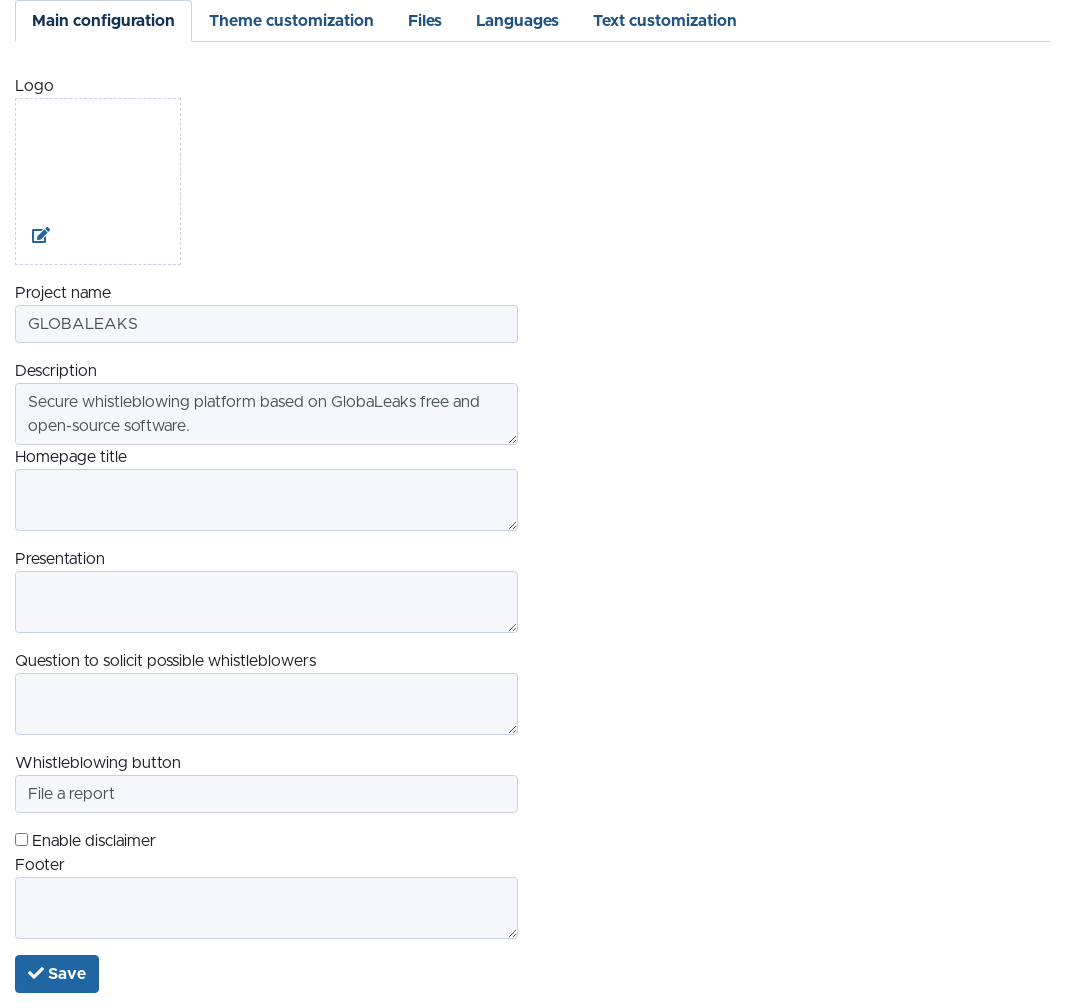 Main configuration Theme customization Files Languages Text customization
Logo
Project name
GLOBALEAKS
Description
Secure whistleblowing platform based on GlobaLeaks free and
open-source software.
Homepage title
Presentation
Question to solicit possible whistleblowers
Whistleblowing button
File a report
Enable disclaimer
Footer
Save